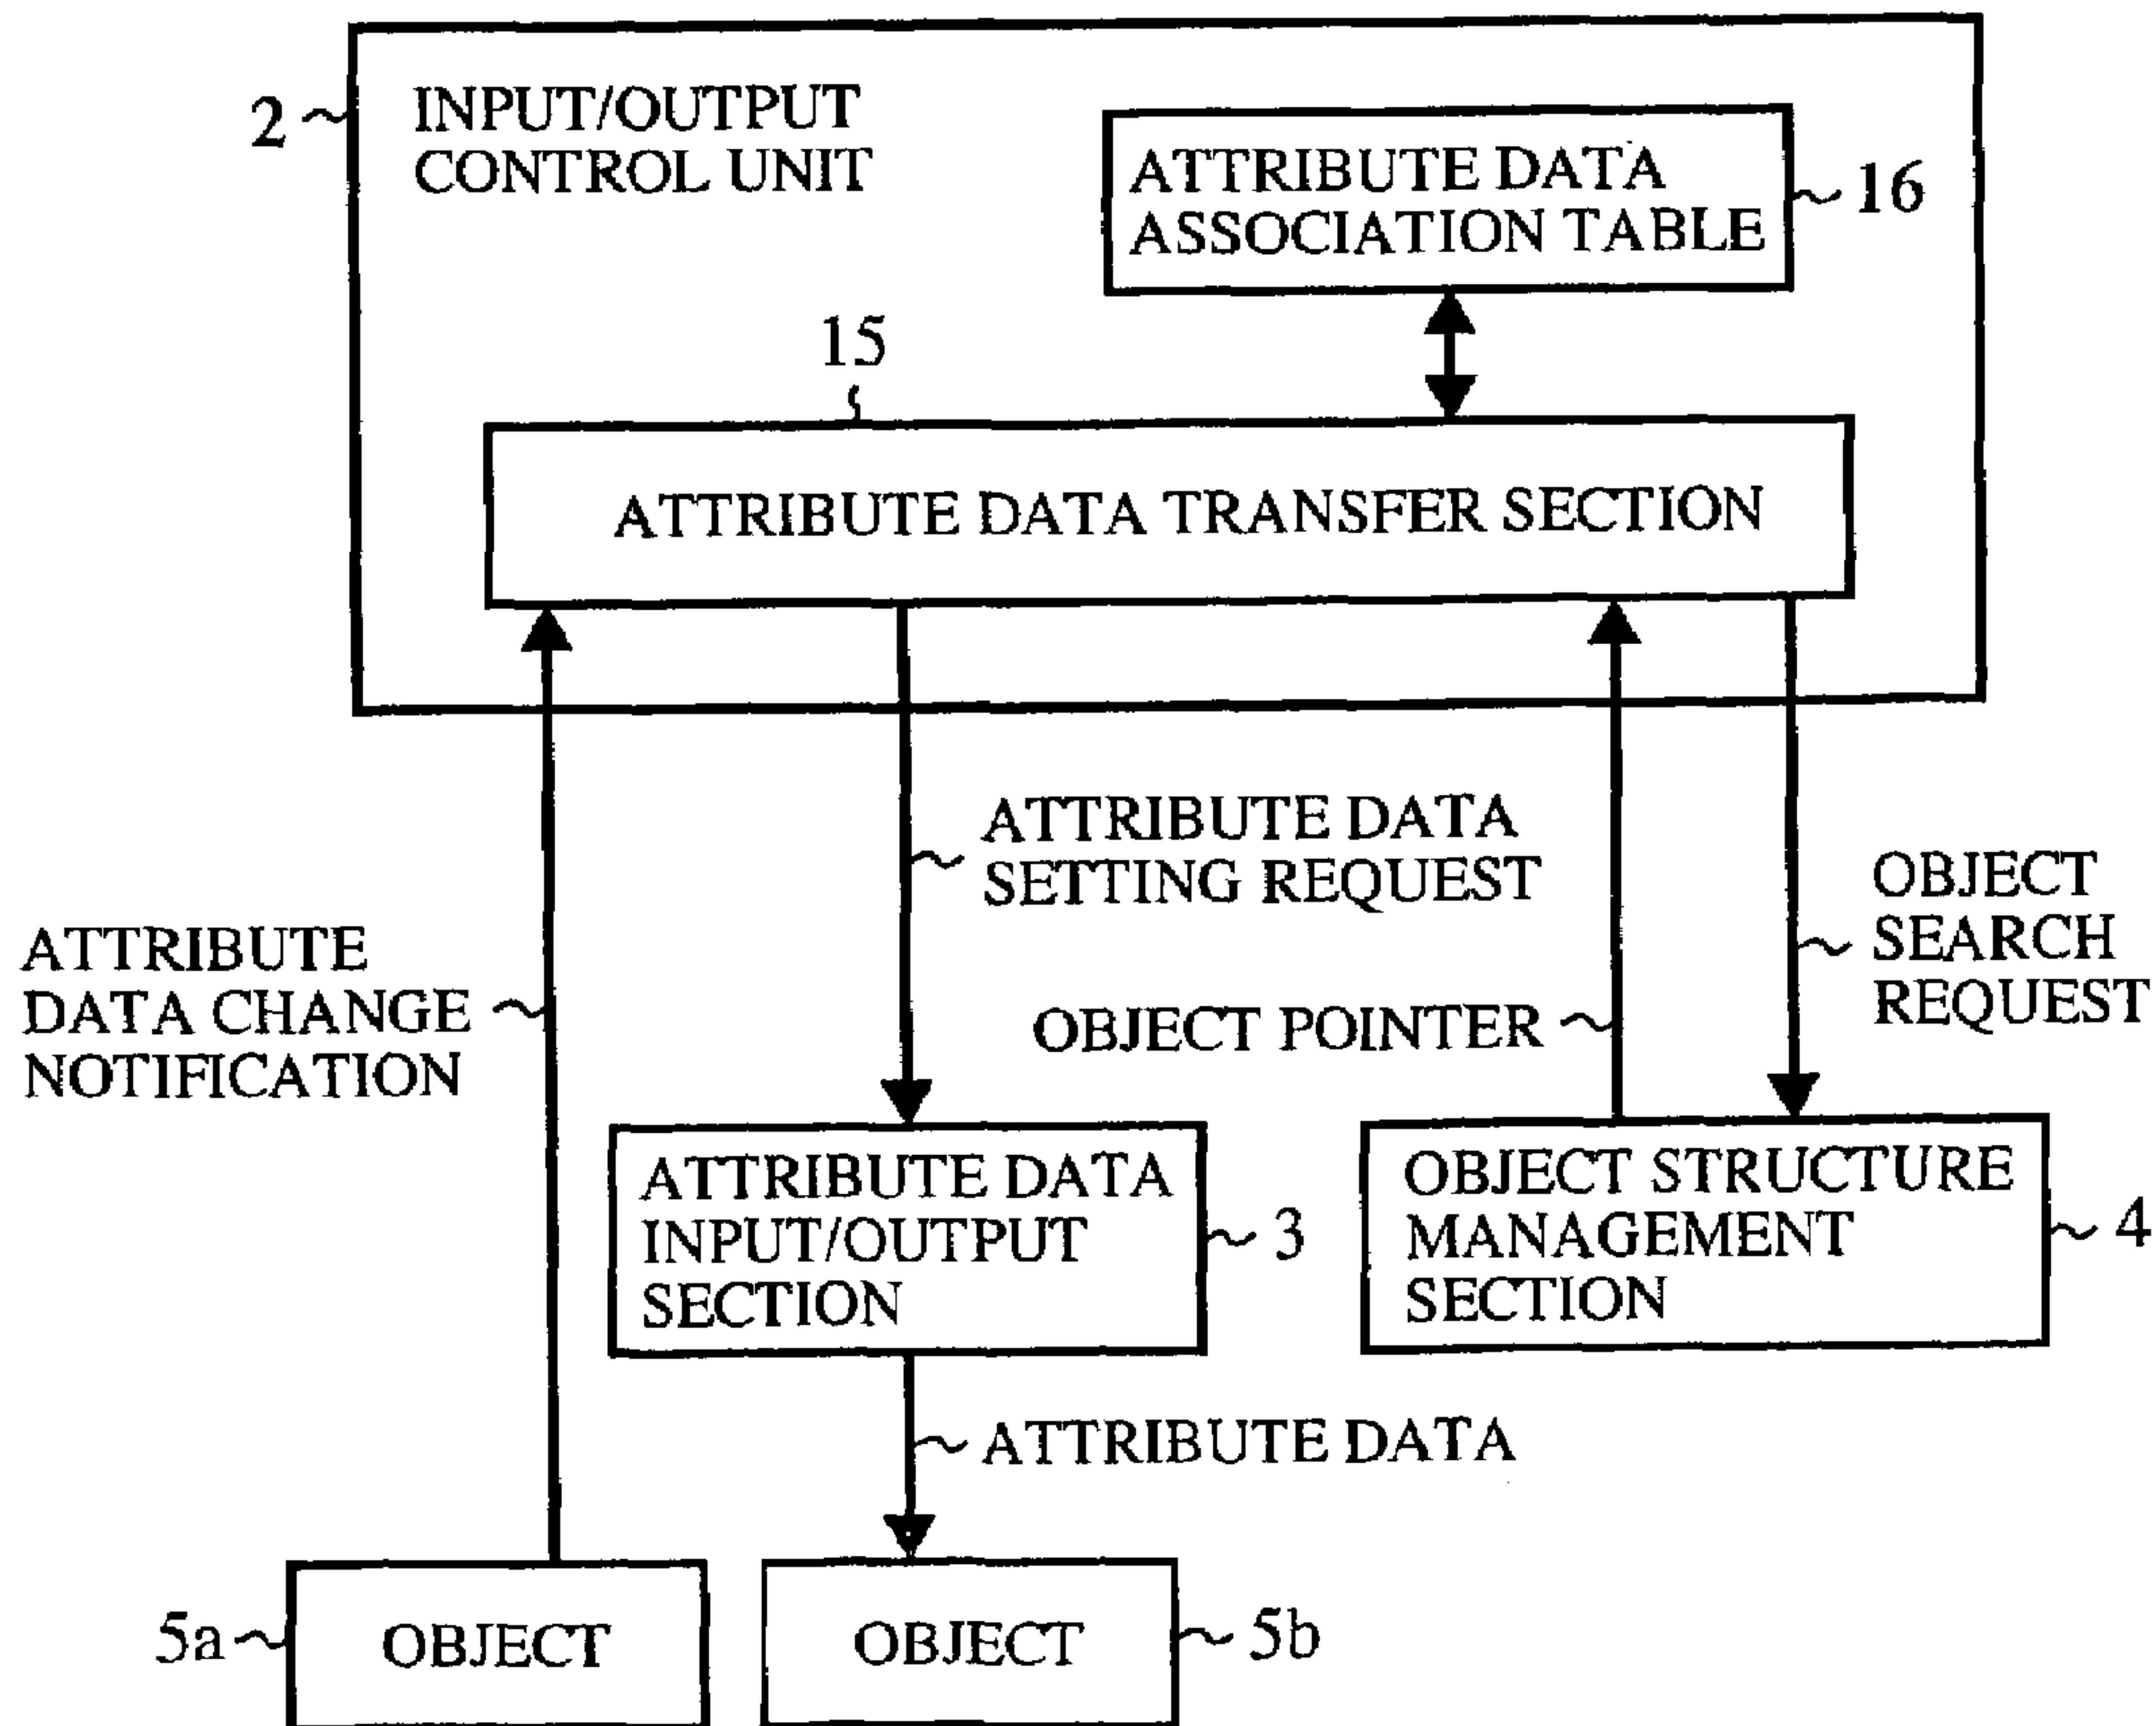 2
INPUT/OUTPUT
CONTROL UNIT
ATTRIBUTE DATA
ASSOCIATION TABLE
16
15
ATTRIBUTE DATA TRANSFER SECTION
ATTRIBUTE DATA
SETTING REQUEST
OBJECT
SEARCH
REQUEST
ATTRIBUTE
DATA CHANGE
NOTIFICATION
OBJECT POINTER
ATTRIBUTE DATA
INPUT/OUTPUT
SECTION
3
OBJECT STRUCTURE
MANAGEMENT
SECTION
4
ATTRIBUTE DATA
5a
OBJECT
OBJECT
5b